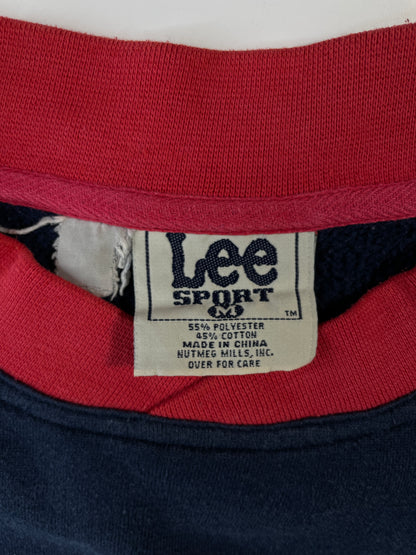 Lee
SPORT
M
TM
55% POLYESTER
45% COTTON
MADE IN CHINA
NUTMEG MILLS, INC.
OVER FOR CARE